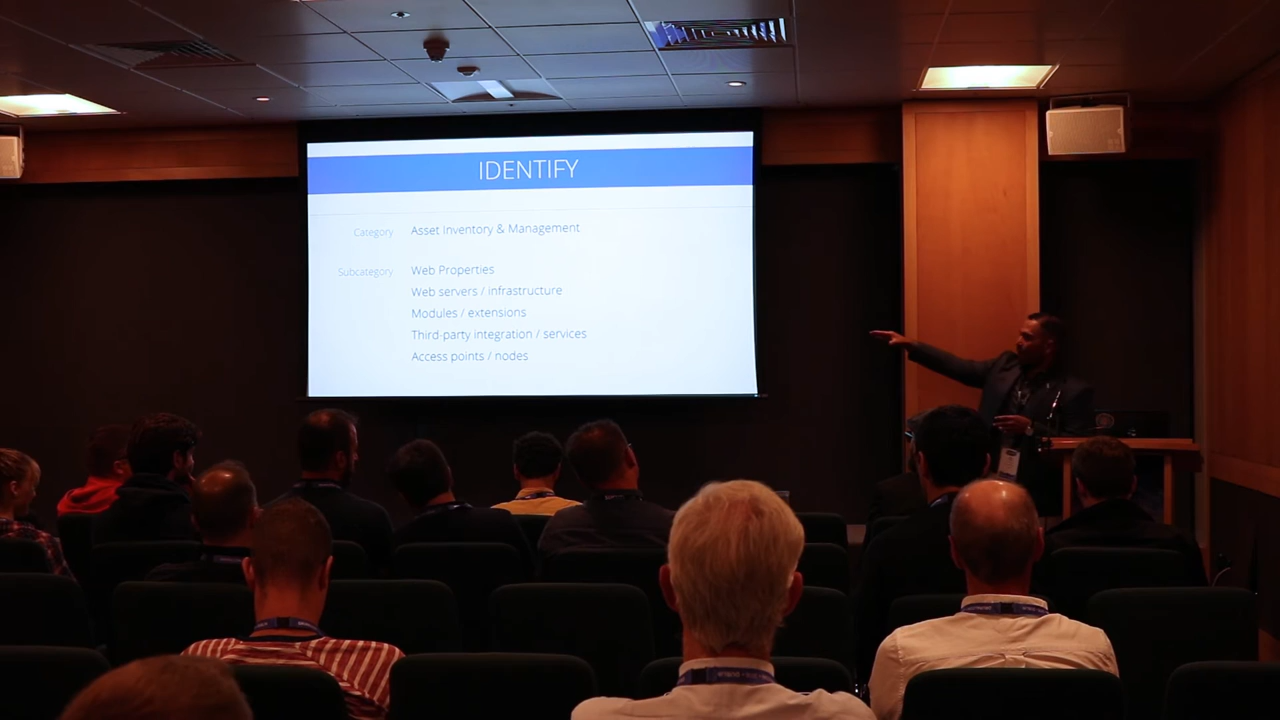 IDENTIFY
Category Asset Inventory & Management
Subcategory Web Properties
Web servers / infrastructure
Modules / extensions
Third-party integration / services
Access points / nodes